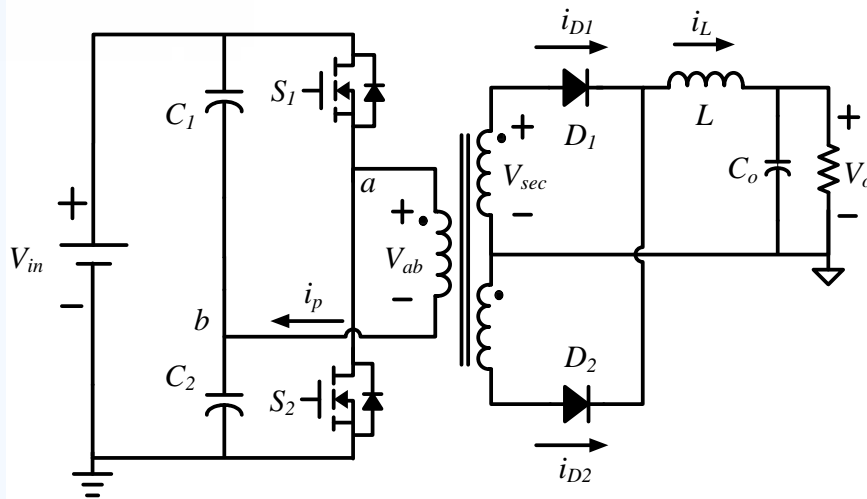 i_D1
i_L
+
S_1
C_1
D_1
L
+
+
V_sec
C_o
V_o
a
+
+
V_in
V_ab
-
-
-
-
i_p
b
D_2
C_2
S_2
i_D2